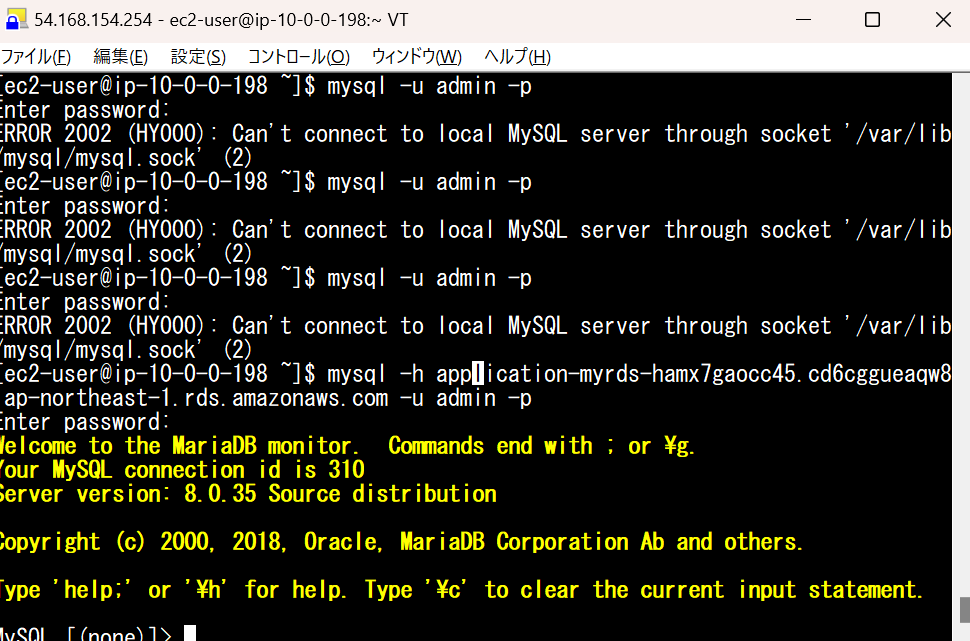 54.168.154.254 - ec2-user@ip-10-0-0-198:~ VT
ファイル(F) 編集(E) 設定(S) コントロール(O) ウィンドウ(W) ヘルプ(H)
[ec2-user@ip-10-0-0-198 ~]$ mysql -u admin -p
Enter password:
ERROR 2002 (HY000): Can't connect to local MySQL server through socket '/var/lib
/mysql/mysql.sock' (2)
[ec2-user@ip-10-0-0-198 ~]$ mysql -u admin -p
Enter password:
ERROR 2002 (HY000): Can't connect to local MySQL server through socket '/var/lib
/mysql/mysql.sock' (2)
[ec2-user@ip-10-0-0-198 ~]$ mysql -u admin -p
Enter password:
ERROR 2002 (HY000): Can't connect to local MySQL server through socket '/var/lib
/mysql/mysql.sock' (2)
[ec2-user@ip-10-0-0-198 ~]$ mysql -h application-myrds-hamx7gaocc45.cd6cggueaqw8
.ap-northeast-1.rds.amazonaws.com -u admin -p
Enter password:
Welcome to the MariaDB monitor.  Commands end with ; or ¥g.
Your MySQL connection id is 310
Server version: 8.0.35 Source distribution
Copyright (c) 2000, 2018, Oracle, MariaDB Corporation Ab and others.
Type 'help;' or '¥h' for help. Type '¥c' to clear the current input statement.
MySQL [(none)]>